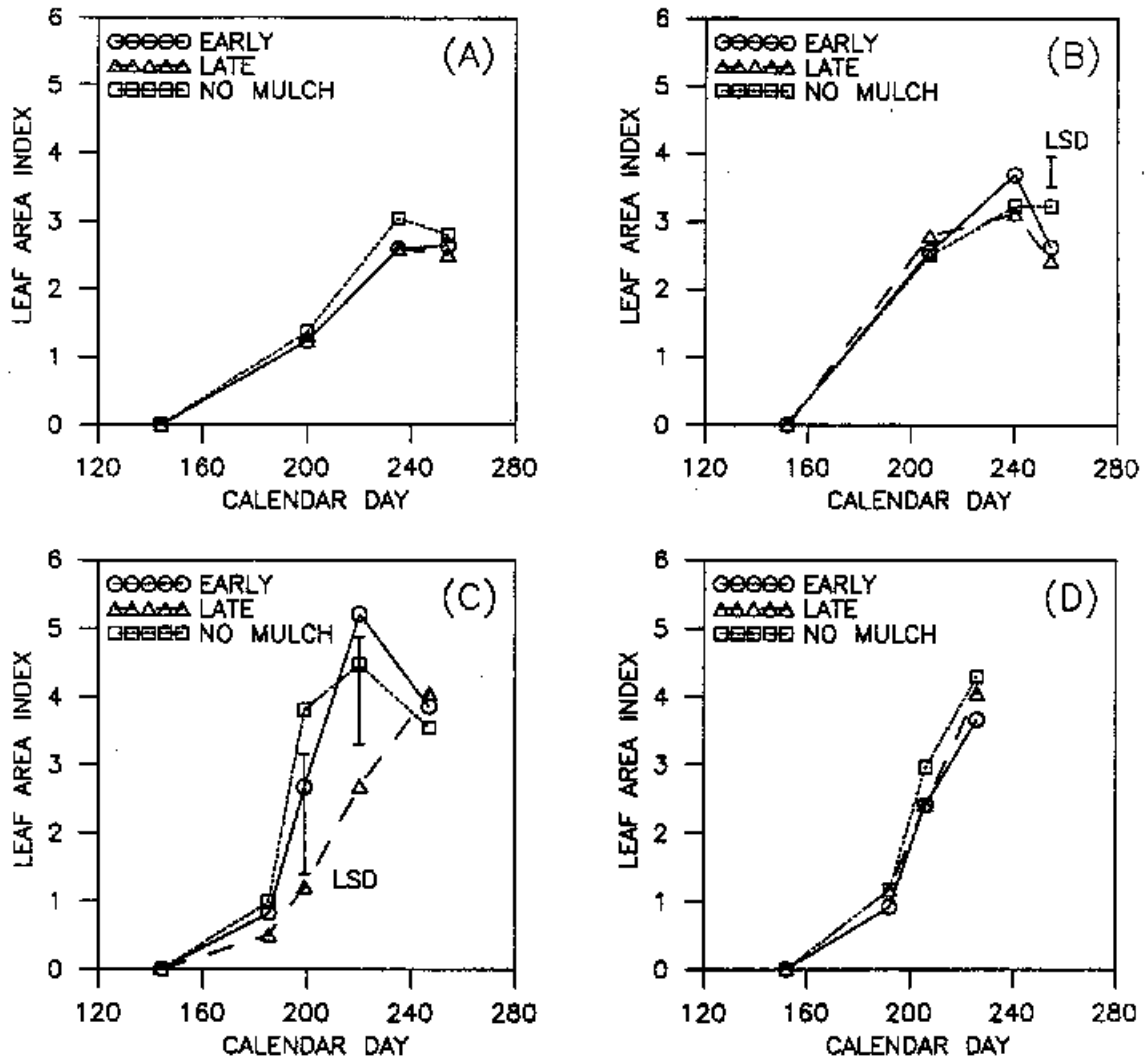 6
5
4
3
2
1
0
LEAF AREA INDEX
EARLY
LATE
NO MULCH
(A)
120 160 200 240 280
CALENDAR DAY
6
5
4
3
2
1
0
LEAF AREA INDEX
EARLY
LATE
NO MULCH
(B)
LSD
120 160 200 240 280
CALENDAR DAY
6
5
4
3
2
1
0
LEAF AREA INDEX
EARLY
LATE
NO MULCH
(C)
LSD
120 160 200 240 280
CALENDAR DAY
6
5
4
3
2
1
0
LEAF AREA INDEX
EARLY
LATE
NO MULCH
(D)
120 160 200 240 280
CALENDAR DAY